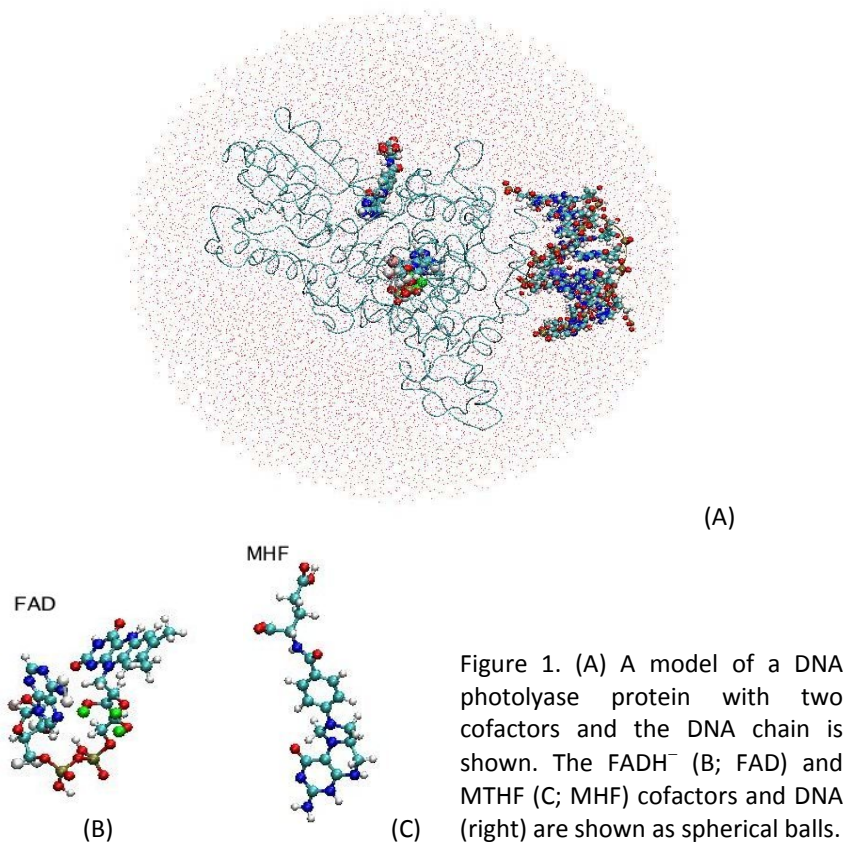 (A)
MHF
FAD
(B)
(C)
Figure 1. (A) A model of a DNA
photolyase protein with two
cofactors and the DNA chain is
shown. The FADH⁻ (B; FAD) and
MTHF (C; MHF) cofactors and DNA
(right) are shown as spherical balls.